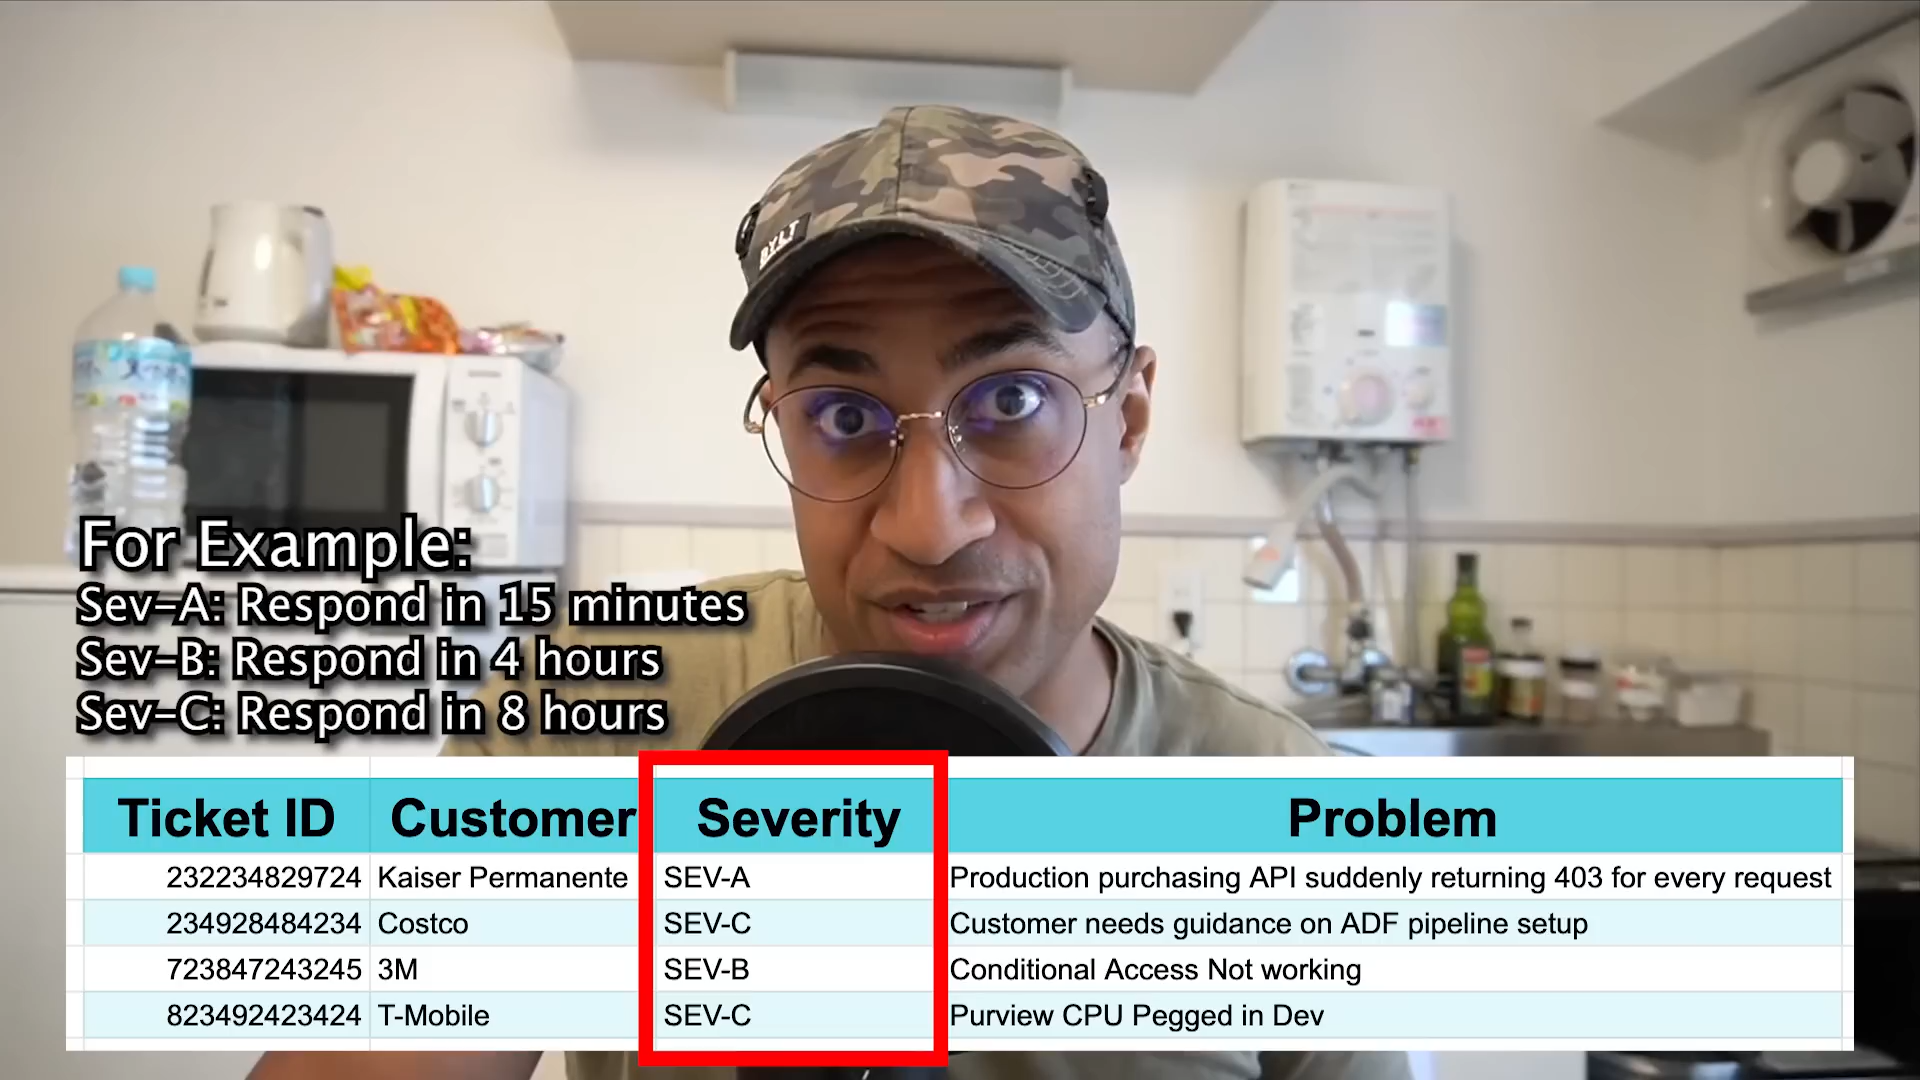 BYLT
For Example:
Sev-A: Respond in 15 minutes
Sev-B: Respond in 4 hours
Sev-C: Respond in 8 hours
Ticket ID Customer Severity Problem
232234829724 Kaiser Permanente SEV-A Production purchasing API suddenly returning 403 for every request
234928484234 Costco SEV-C Customer needs guidance on ADF pipeline setup
723847243245 3M SEV-B Conditional Access Not working
823492423424 T-Mobile SEV-C Purview CPU Pegged in Dev